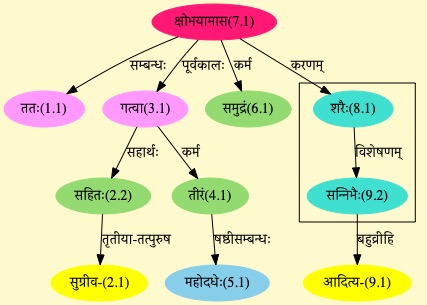 क्षोभयामास(7.1)
सम्बन्धः पूर्वकालः कर्म करणम्
ततः(1.1) गत्वा(3.1) समुद्रं(6.1) शरैः(8.1)
सहार्थः कर्म विशेषणम्
सहितः(2.2) तीरं(4.1) सन्निभैः(9.2)
तृतीया-तत्पुरुष षष्ठीसम्बन्धः बहुव्रीहि
सुग्रीव-(2.1) महोदधेः(5.1) आदित्य-(9.1)